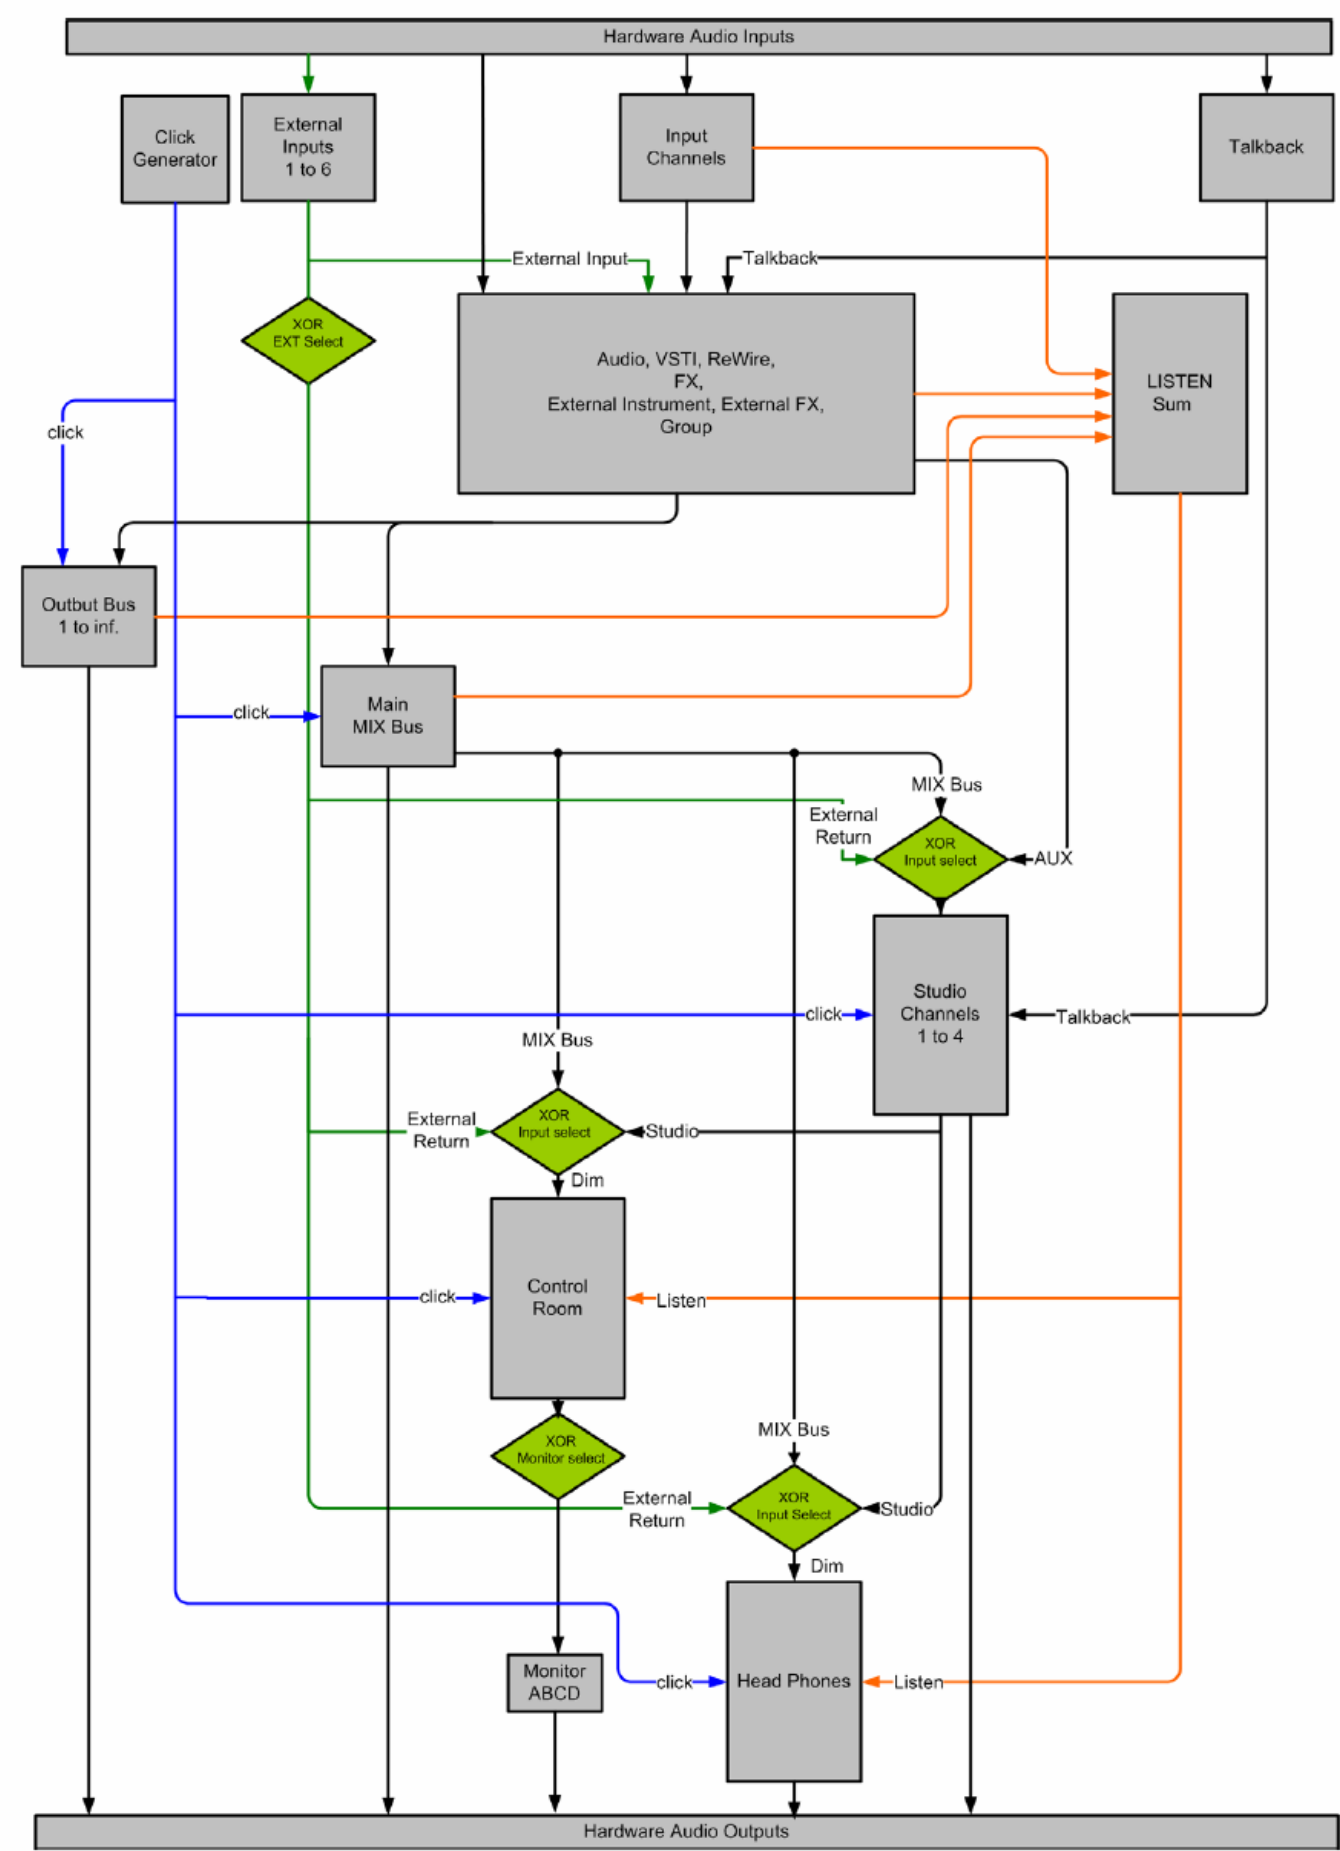 Hardware Audio Inputs
Click
Generator
External
Inputs
1 to 6
Input
Channels
Talkback
External Input
Talkback
XOR
EXT Select
Audio, VSTI, ReWire,
FX,
External Instrument, External FX,
Group
LISTEN
Sum
click
Outbut Bus
1 to inf.
Main
MIX Bus
click
MIX Bus
External
Return
XOR
Input select
AUX
Studio
Channels
1 to 4
click
Talkback
MIX Bus
External
Return
XOR
Input select
Studio
Dim
Control
Room
click
Listen
XOR
Monitor select
MIX Bus
External
Return
XOR
Input Select
Studio
Dim
Monitor
ABCD
click
Head Phones
Listen
Hardware Audio Outputs